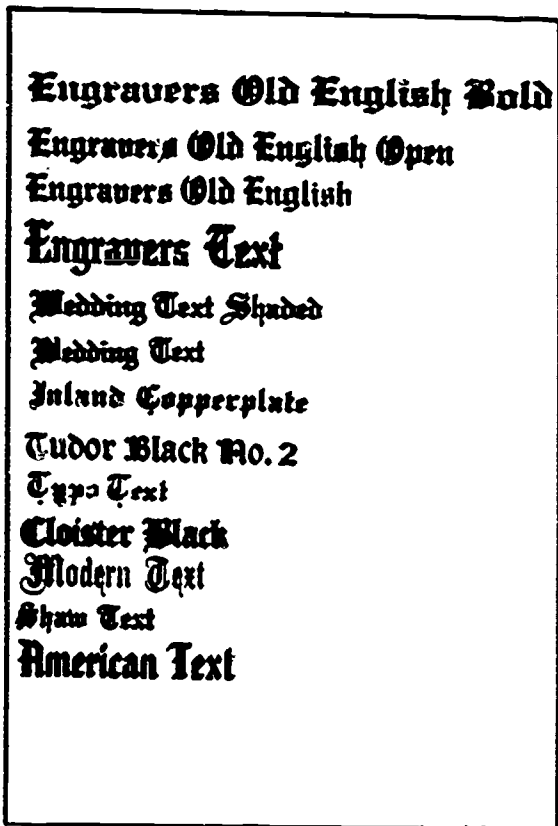 Engravers Old English Bold
Engravers Old English Open
Engravers Old English
Engravers Text
Wedding Text Shaded
Wedding Text
Inland Copperplate
Tudor Black No. 2
Typo Text
Cloister Black
Modern Text
Shaw Text
American Text